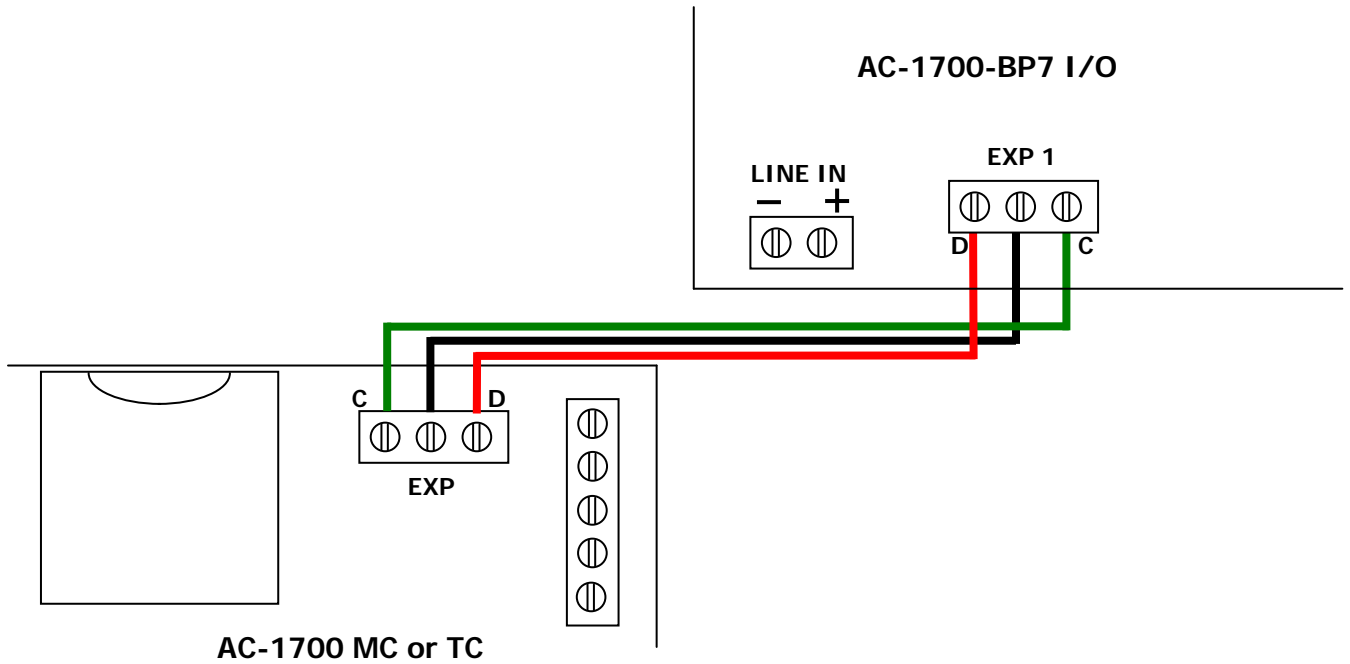 AC-1700-BP7 I/O
EXP 1
LINE IN
− +
D C
C D
EXP
AC-1700 MC or TC